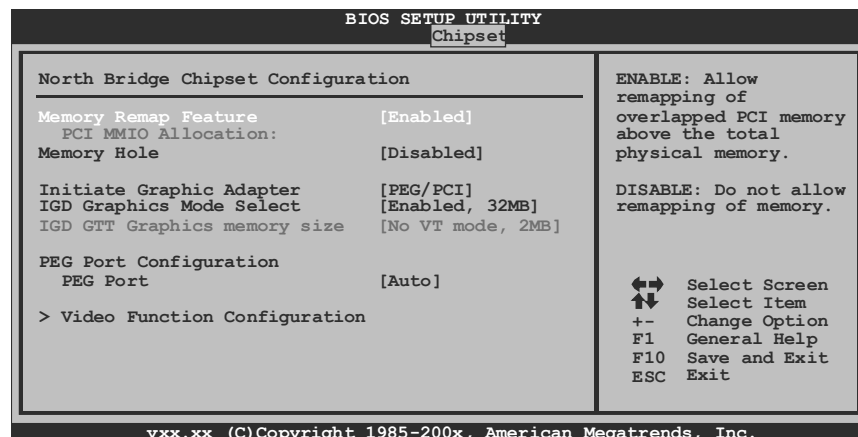 BIOS SETUP UTILITY
Chipset
North Bridge Chipset Configuration
Memory Remap Feature [Enabled]
PCI MMIO Allocation:
Memory Hole [Disabled]
Initiate Graphic Adapter [PEG/PCI]
IGD Graphics Mode Select [Enabled, 32MB]
IGD GTT Graphics memory size [No VT mode, 2MB]
PEG Port Configuration
PEG Port [Auto]
> Video Function Configuration
ENABLE: Allow
remapping of
overlapped PCI memory
above the total
physical memory.
DISABLE: Do not allow
remapping of memory.
Select Screen
Select Item
+- Change Option
F1 General Help
F10 Save and Exit
ESC Exit
vxx.xx (C)Copyright 1985-200x, American Megatrends, Inc.